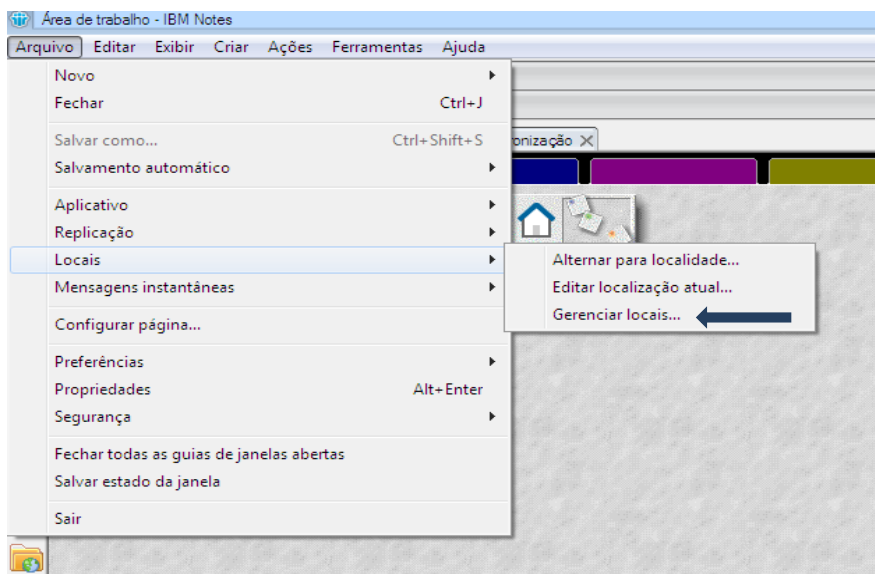 Área de trabalho - IBM Notes
Arquivo Editar Exibir Criar Ações Ferramentas Ajuda
Novo
Fechar Ctrl+J
Salvar como... Ctrl+Shift+S
onização
Salvamento automático
Aplicativo
Replicação
Locais
Alternar para localidade...
Mensagens instantâneas
Editar localização atual...
Gerenciar locais...
Configurar página...
Preferências
Propriedades Alt+Enter
Segurança
Fechar todas as guias de janelas abertas
Salvar estado da janela
Sair